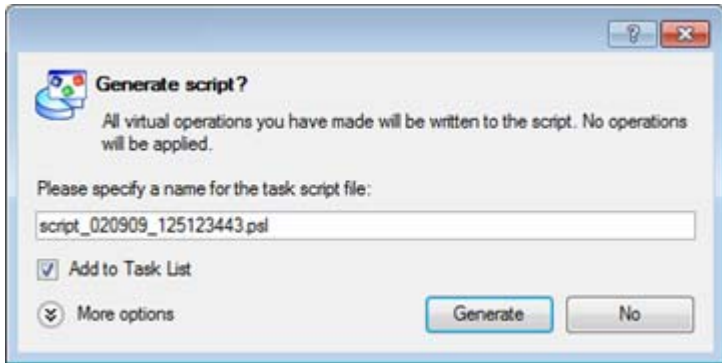 Generate script?
All virtual operations you have made will be written to the script. No operations
will be applied.
Please specify a name for the task script file:
script_020909_125123443.psl
Add to Task List
More options
Generate
No